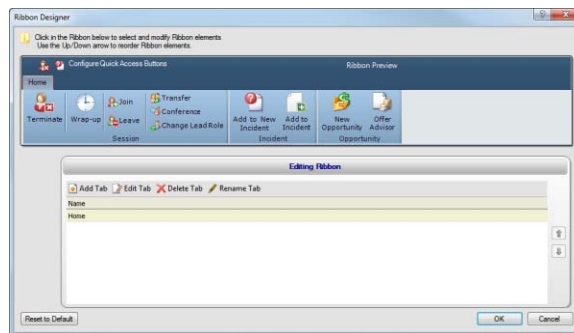 Ribbon Designer
Click in the Ribbon below to select and modify Ribbon elements
Use the Up/Down arrow to reorder Ribbon elements.
Configure Quick Access Buttons
Ribbon Preview
Home
Terminate
Wrap-up
Join
Leave
Transfer
Conference
Change Lead Role
Session
Add to New Incident
Add to Incident
Incident
New Opportunity
Offer Advisor
Opportunity
Editing Ribbon
Add Tab Edit Tab Delete Tab Rename Tab
Name
Home
Reset to Default
OK
Cancel